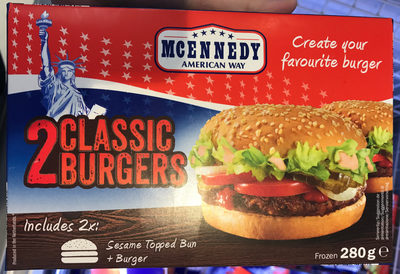 MCENNEDY
AMERICAN WAY
Create your
favourite burger
2 CLASSIC
BURGERS
Includes 2x:
Sesame Topped Bun
+ Burger
Frozen 280g e